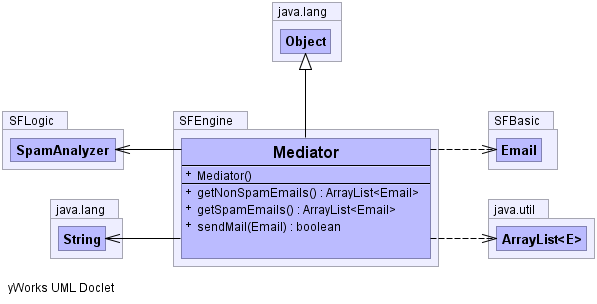 java.lang
Object
SFLogic
SpamAnalyzer
SFEngine
Mediator
+ Mediator()
+ getNonSpamEmails() : ArrayList<Email>
+ getSpamEmails() : ArrayList<Email>
+ sendMail(Email) : boolean
SFBasic
Email
java.lang
String
java.util
ArrayList<E>
yWorks UML Doclet